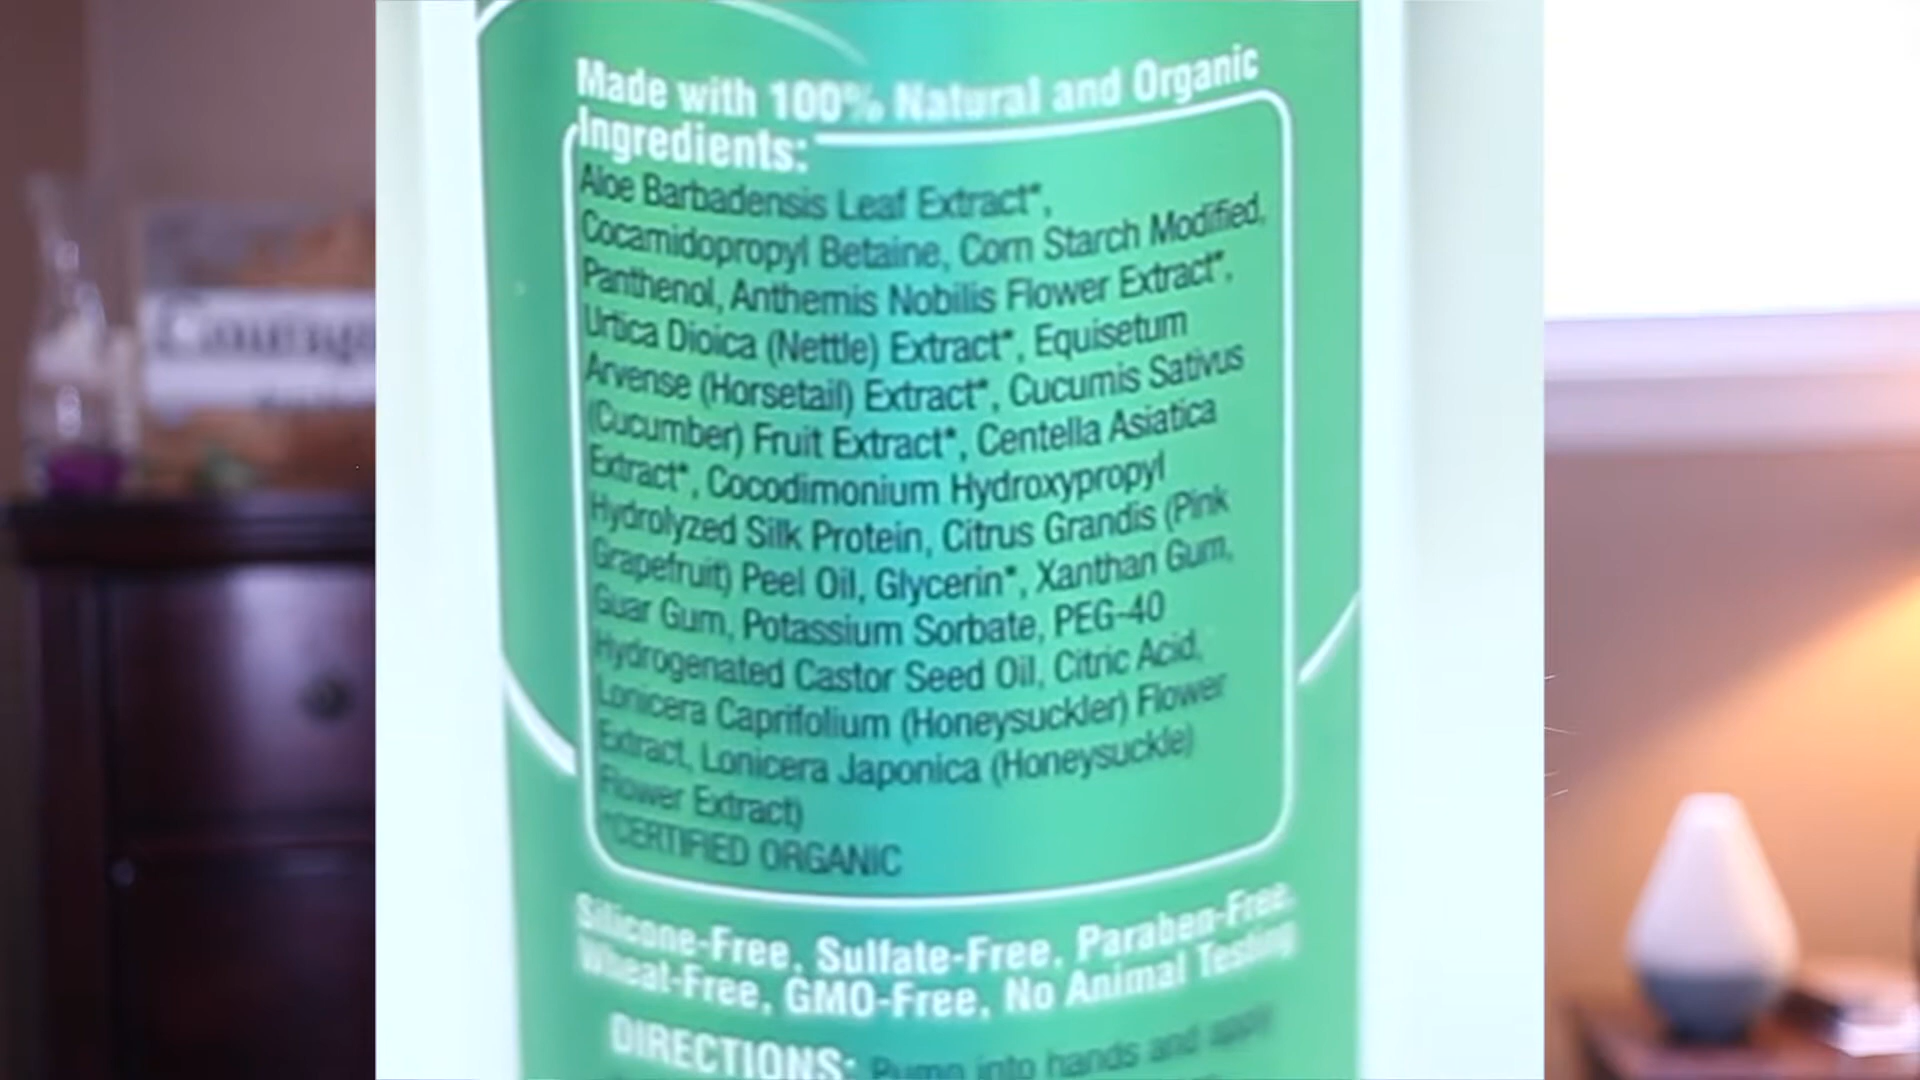 Made with 100% Natural and Organic
Ingredients:
Aloe Barbadensis Leaf Extract*,
Cocamidopropyl Betaine, Corn Starch Modified,
Panthenol, Anthemis Nobilis Flower Extract*,
Urtica Dioica (Nettle) Extract*, Equisetum
Arvense (Horsetail) Extract*, Cucumis Sativus
(Cucumber) Fruit Extract*, Centella Asiatica
Extract*, Cocodimonium Hydroxypropyl
Hydrolyzed Silk Protein, Citrus Grandis (Pink
Grapefruit) Peel Oil, Glycerin*, Xanthan Gum,
Guar Gum, Potassium Sorbate, PEG-40
Hydrogenated Castor Seed Oil, Citric Acid,
Lonicera Caprifolium (Honeysuckler) Flower
Extract, Lonicera Japonica (Honeysuckle)
Flower Extract)
*CERTIFIED ORGANIC
Silicone-Free, Sulfate-Free, Paraben-Free,
Wheat-Free, GMO-Free, No Animal Testing
DIRECTIONS: Pump into hands and apply